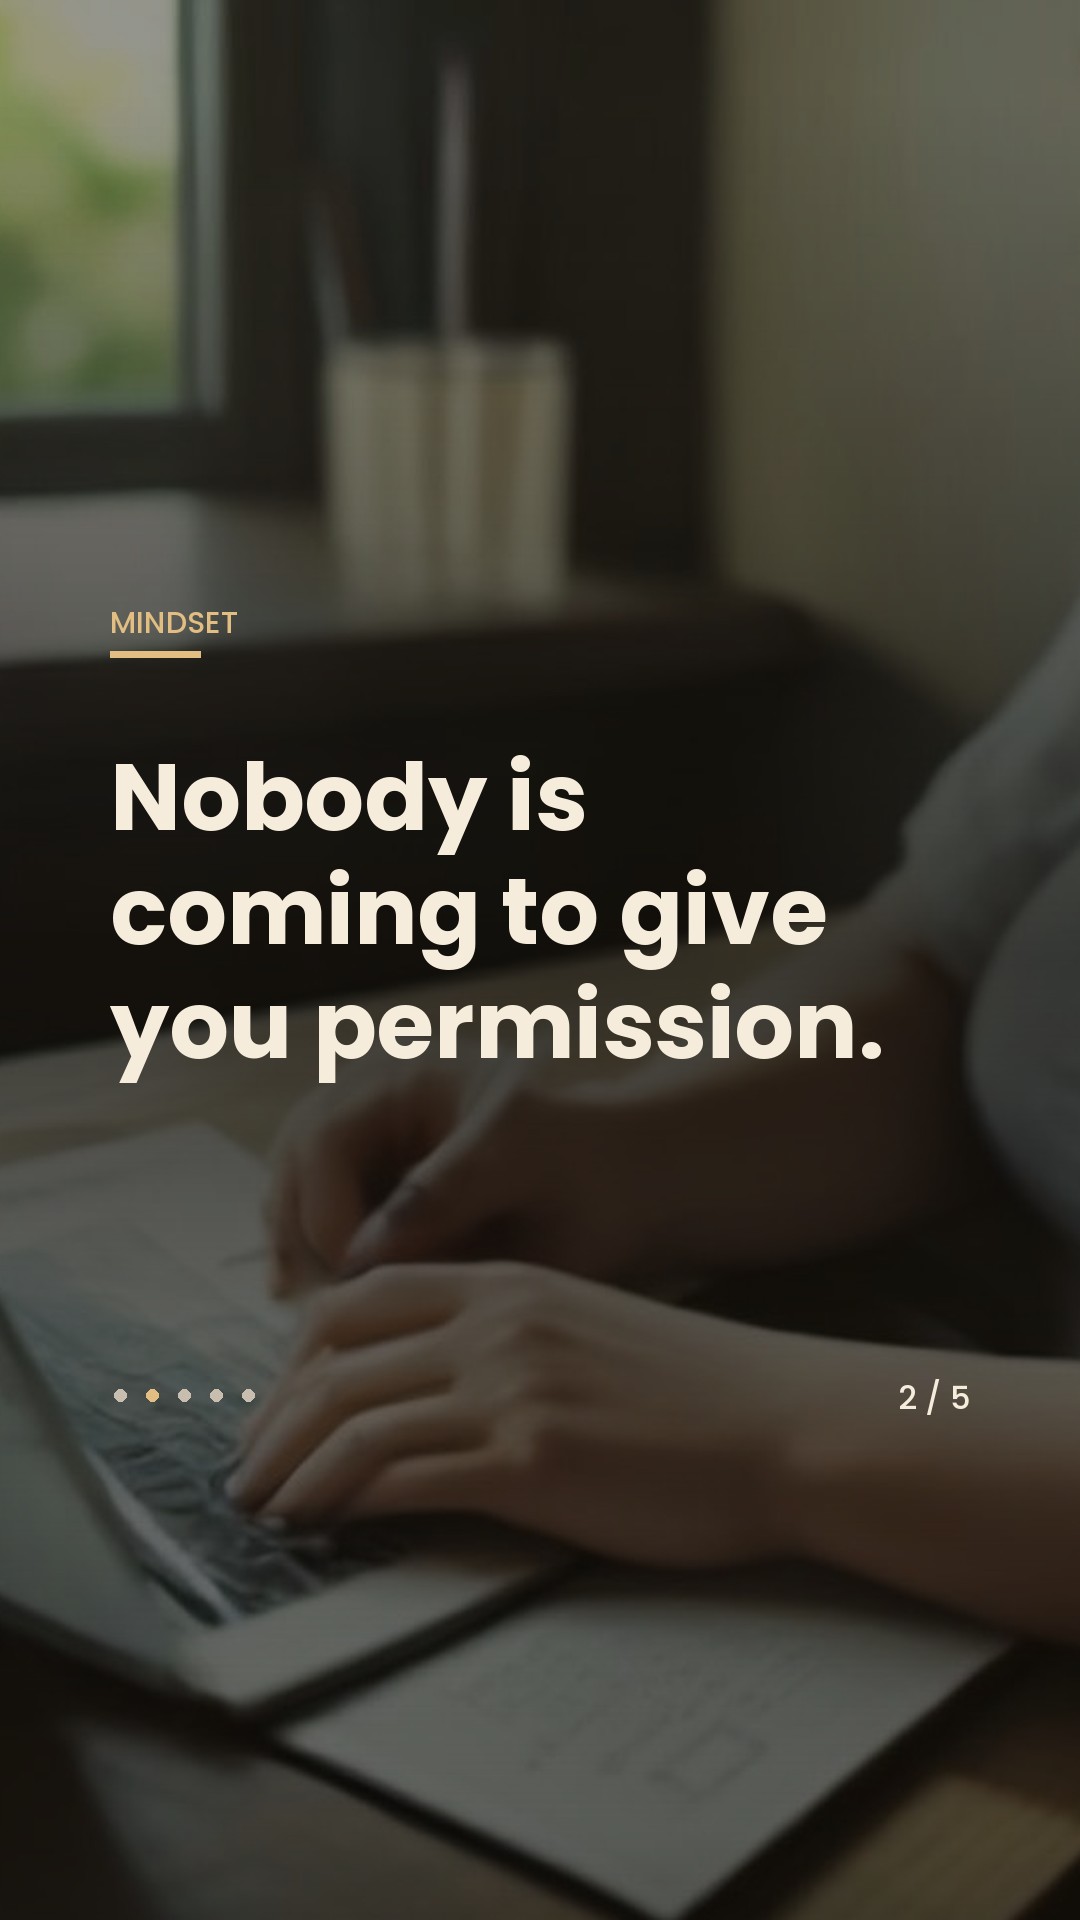 MINDSET
Nobody is
coming to give
you permission.
2 / 5